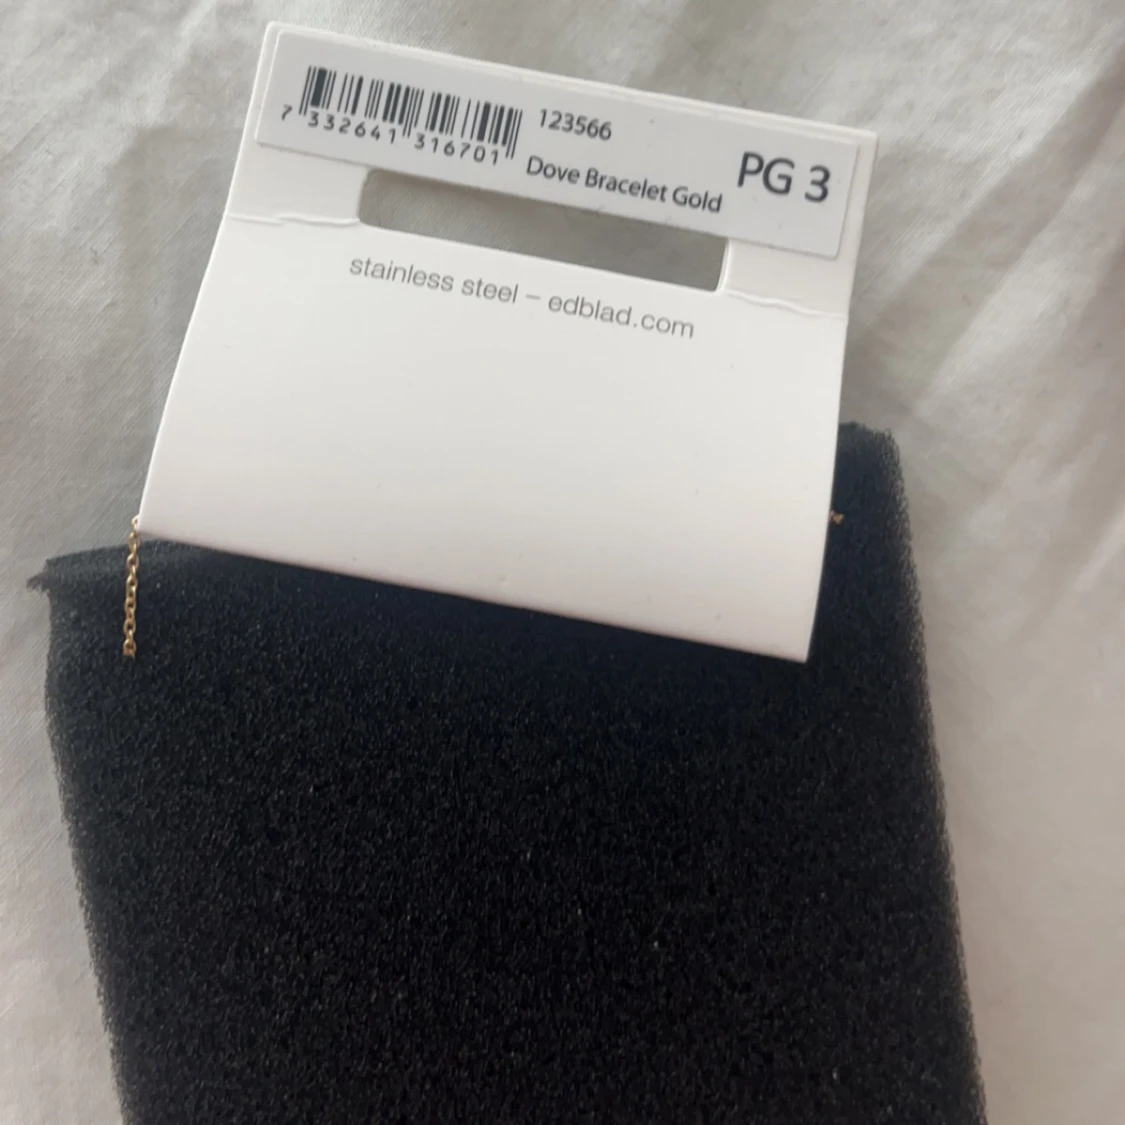 7 332641 316701
123566
Dove Bracelet Gold
PG 3
stainless steel – edblad.com